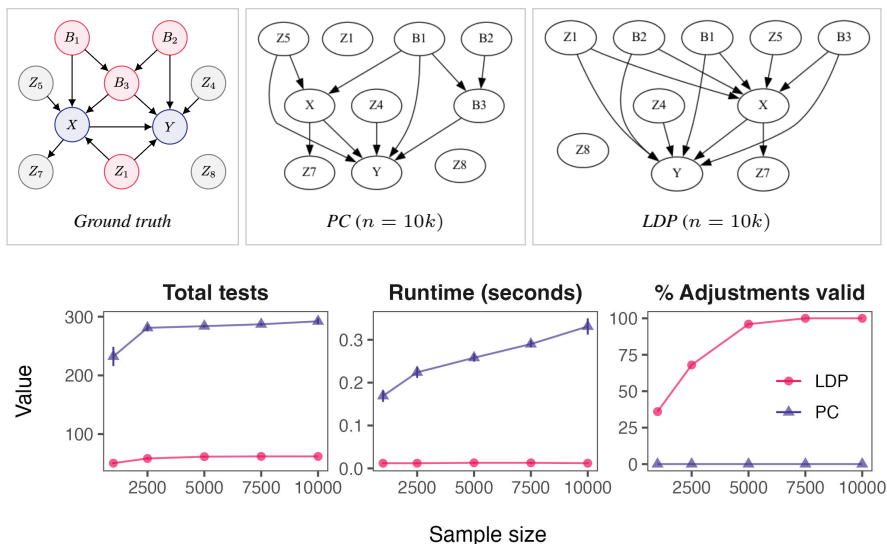 B1 B2
Z5 B3 Z4
X Y
Z7 Z1 Z8
Ground truth
Z5 Z1 B1 B2
X Z4 B3
Z7 Y Z8
PC (n = 10k)
Z1 B2 B1 Z5 B3
Z4 X
Z8
Y Z7
LDP (n = 10k)
Total tests
Runtime (seconds)
% Adjustments valid
Value
300
200
100
2500 5000 7500 10000
0.3
0.2
0.1
0.0
2500 5000 7500 10000
100
75
50
25
0
LDP
PC
2500 5000 7500 10000
Sample size